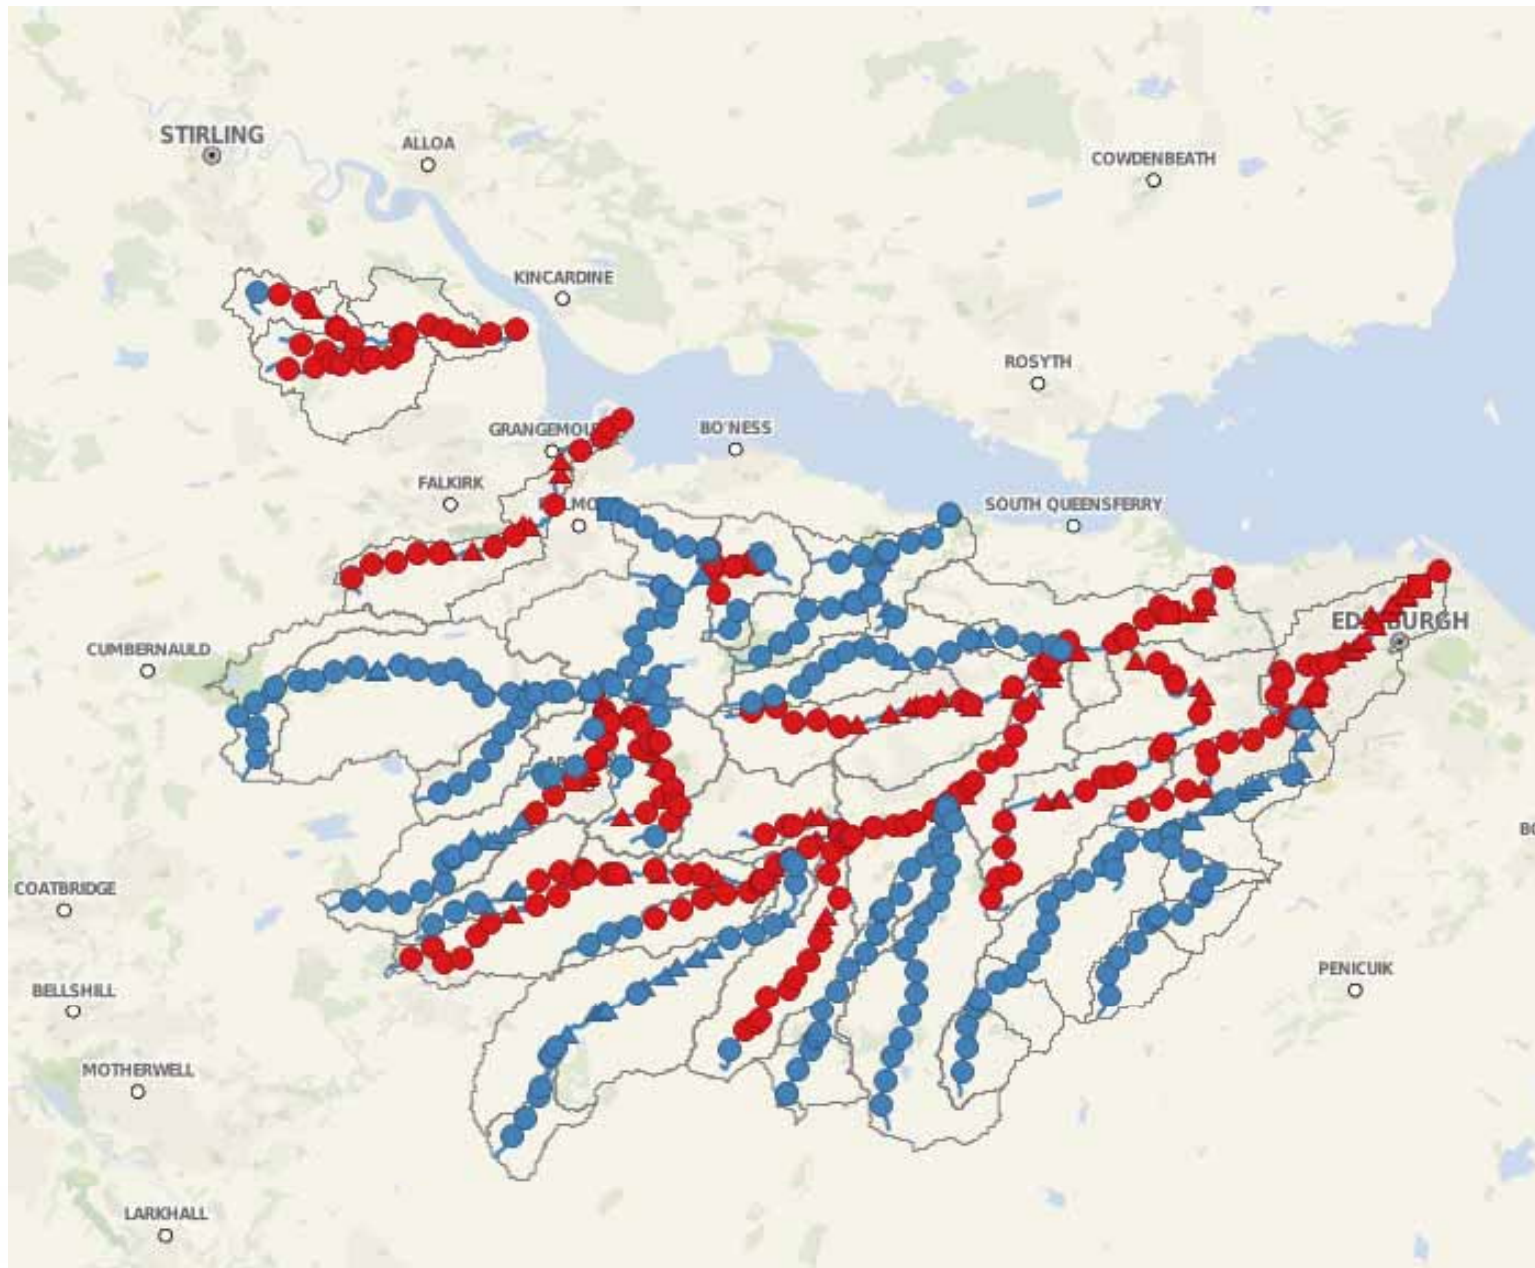 STIRLING
ALLOA
COWDENBEATH
KINCARDINE
ROSYTH
BO'NESS
FALKIRK
SOUTH QUEENSFERRY
CUMBERNAULD
COATBRIDGE
PENICUIK
BELLSHILL
MOTHERWELL
LARKHALL